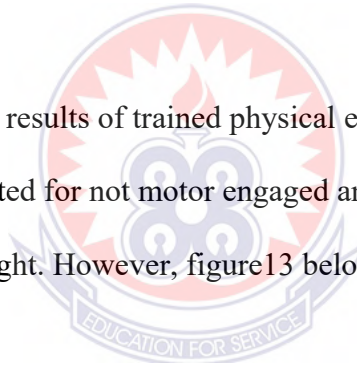 results of trained physical e
ted for not motor engaged an
ght. However, figure13 belo
EDUCATION FOR SERVICE